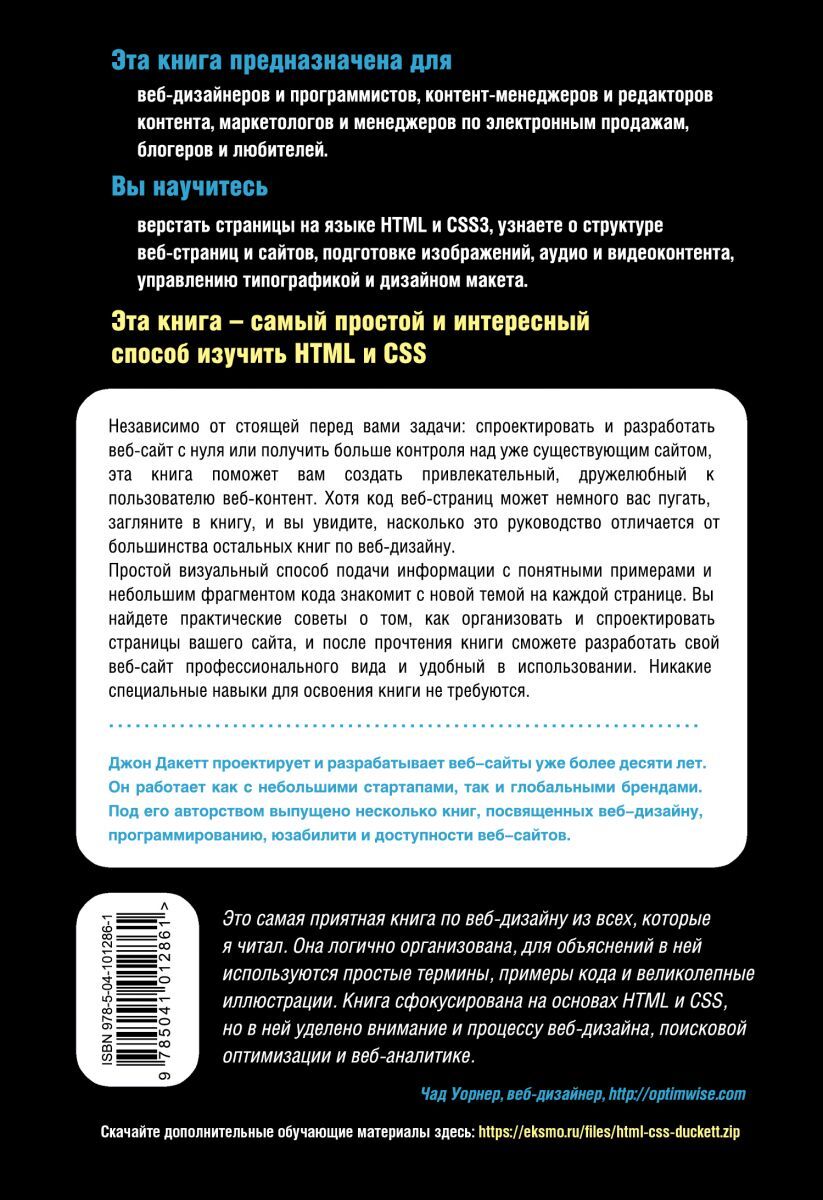 Эта книга предназначена для
веб-дизайнеров и программистов, контент-менеджеров и редакторов
контента, маркетологов и менеджеров по электронным продажам,
блогеров и любителей.
Вы научитесь
верстать страницы на языке HTML и CSS3, узнаете о структуре
веб-страниц и сайтов, подготовке изображений, аудио и видеоконтента,
управлению типографикой и дизайном макета.
Эта книга – самый простой и интересный
способ изучить HTML и CSS
Независимо от стоящей перед вами задачи: спроектировать и разработать
веб-сайт с нуля или получить больше контроля над уже существующим сайтом,
эта книга поможет вам создать привлекательный, дружелюбный к
пользователю веб-контент. Хотя код веб-страниц может немного вас пугать,
загляните в книгу, и вы увидите, насколько это руководство отличается от
большинства остальных книг по веб-дизайну.
Простой визуальный способ подачи информации с понятными примерами и
небольшим фрагментом кода знакомит с новой темой на каждой странице. Вы
найдете практические советы о том, как организовать и спроектировать
страницы вашего сайта, и после прочтения книги сможете разработать свой
веб-сайт профессионального вида и удобный в использовании. Никакие
специальные навыки для освоения книги не требуются.
Джон Дакетт проектирует и разрабатывает веб–сайты уже более десяти лет.
Он работает как с небольшими стартапами, так и глобальными брендами.
Под его авторством выпущено несколько книг, посвященных веб–дизайну,
программированию, юзабилити и доступности веб–сайтов.
ISBN 978-5-04-101286-1
9 785041 012861 >
Это самая приятная книга по веб-дизайну из всех, которые
я читал. Она логично организована, для объяснений в ней
используются простые термины, примеры кода и великолепные
иллюстрации. Книга сфокусирована на основах HTML и CSS,
но в ней уделено внимание и процессу веб-дизайна, поисковой
оптимизации и веб-аналитике.
Чад Уорнер, веб-дизайнер, http://optimwise.com
Скачайте дополнительные обучающие материалы здесь: https://eksmo.ru/files/html-css-duckett.zip